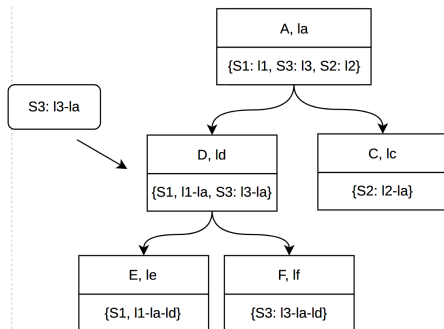 A, la
{S1: l1, S3: l3, S2: l2}
S3: l3-la
D, ld
{S1, l1-la, S3: l3-la}
C, lc
{S2: l2-la}
E, le
{S1, l1-la-ld}
F, lf
{S3: l3-la-ld}